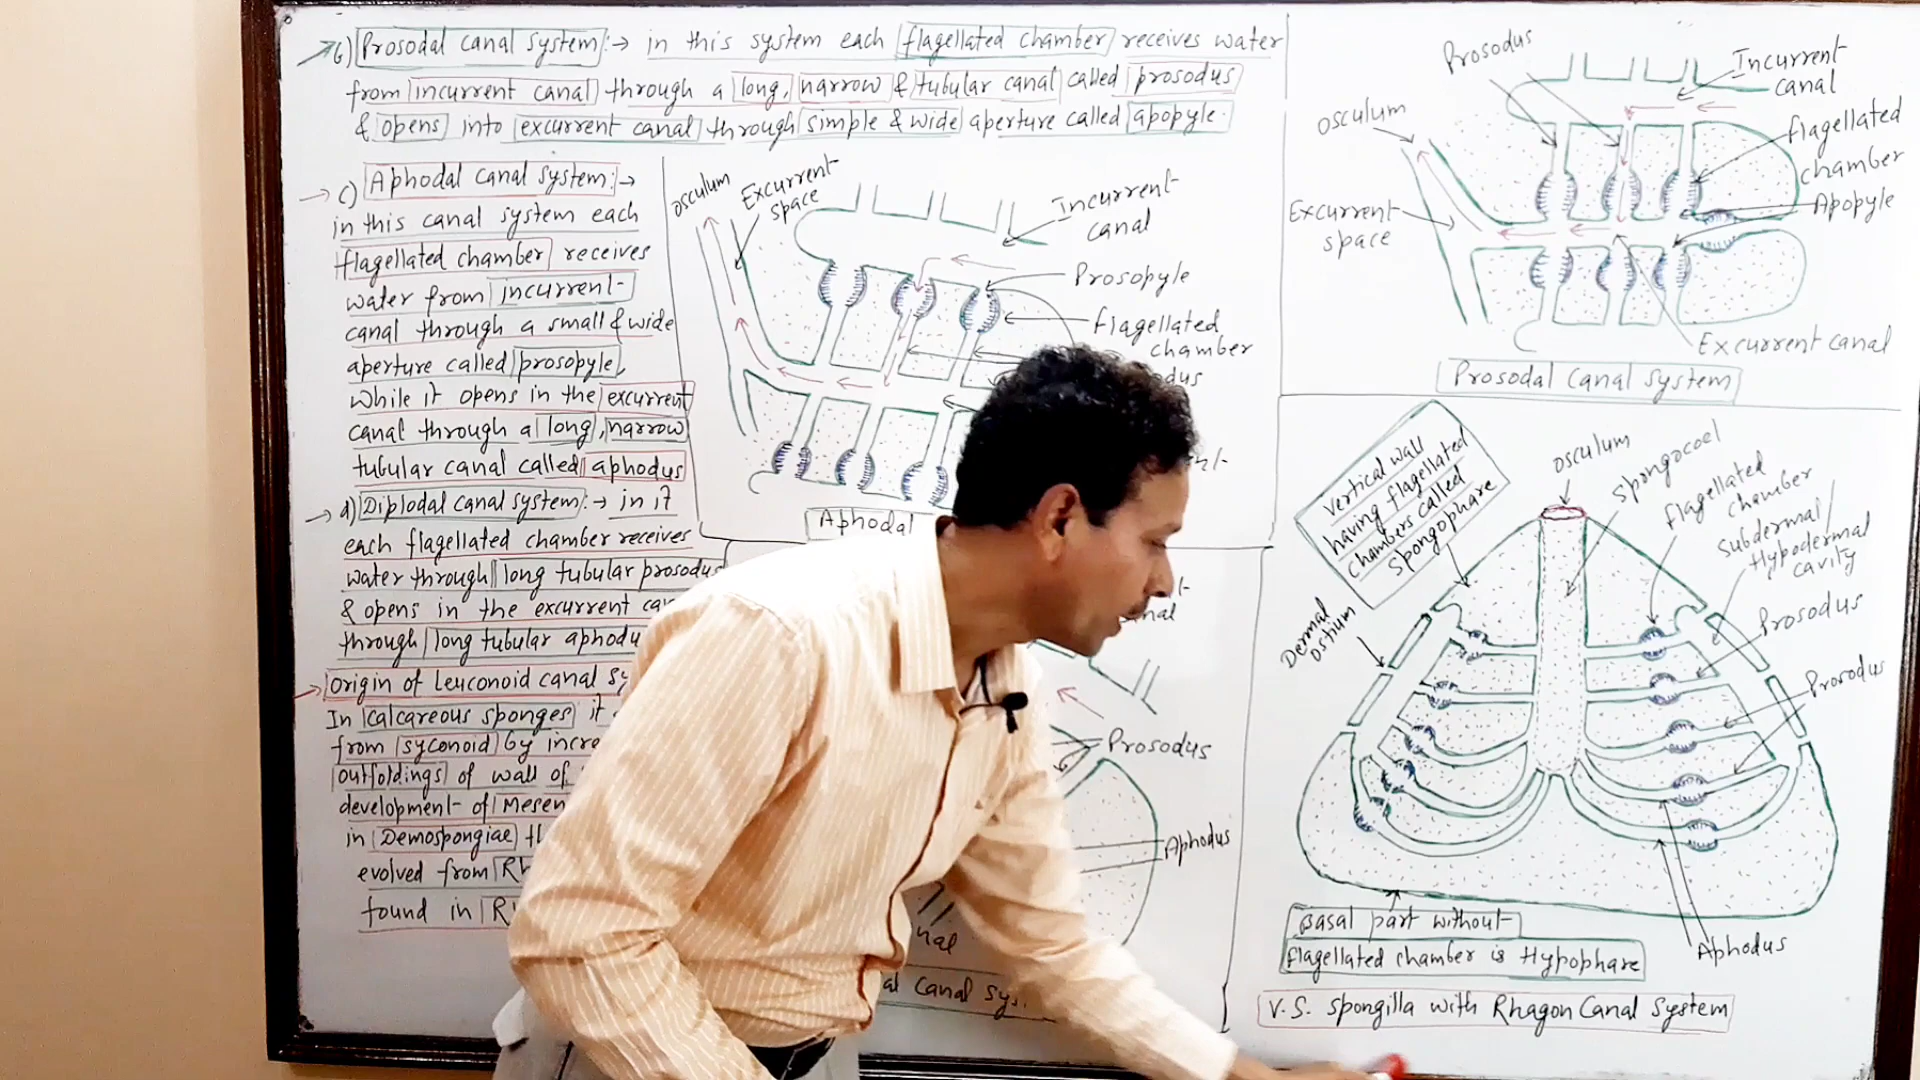 b) Prosodal canal system :→ in this system each flagellated chamber receives water
from incurrent canal through a long, narrow & tubular canal called prosodus
& opens into excurrent canal through simple & wide aperture called apopyle.
c) Aphodal canal system :→
in this canal system each
flagellated chamber receives
water from incurrent
canal through a small & wide
aperture called prosopyle,
while it opens in the excurrent
canal through a long, narrow
tubular canal called aphodus
d) Diplodal canal system :→ in it
each flagellated chamber receives
water through long tubular prosodus
& opens in the excurrent
through long tubular
Origin of Leuconoid canal
In calcareous sponges it
from syconoid by
outfoldings of wall of
development of
in Demospongiae
evolved from
found in
osculum
Excurrent
space
Incurrent
canal
Prosopyle
flagellated
chamber
Aphodal
Prosodus
Aphodus
canal sys.
Prosodus
Incurrent
canal
osculum
flagellated
chamber
Apopyle
Excurrent
space
Excurrent canal
Prosodal Canal System
vertical wall
having flagellated
chambers called
spongophare
osculum
spongocoel
flagellated
chamber
subdermal/
Hypodermal
cavity
Dermal
ostium
Prosodus
Prorodus
Basal part without
flagellated chamber is Hypophare
Aphodus
V.S. Spongilla with Rhagon Canal System